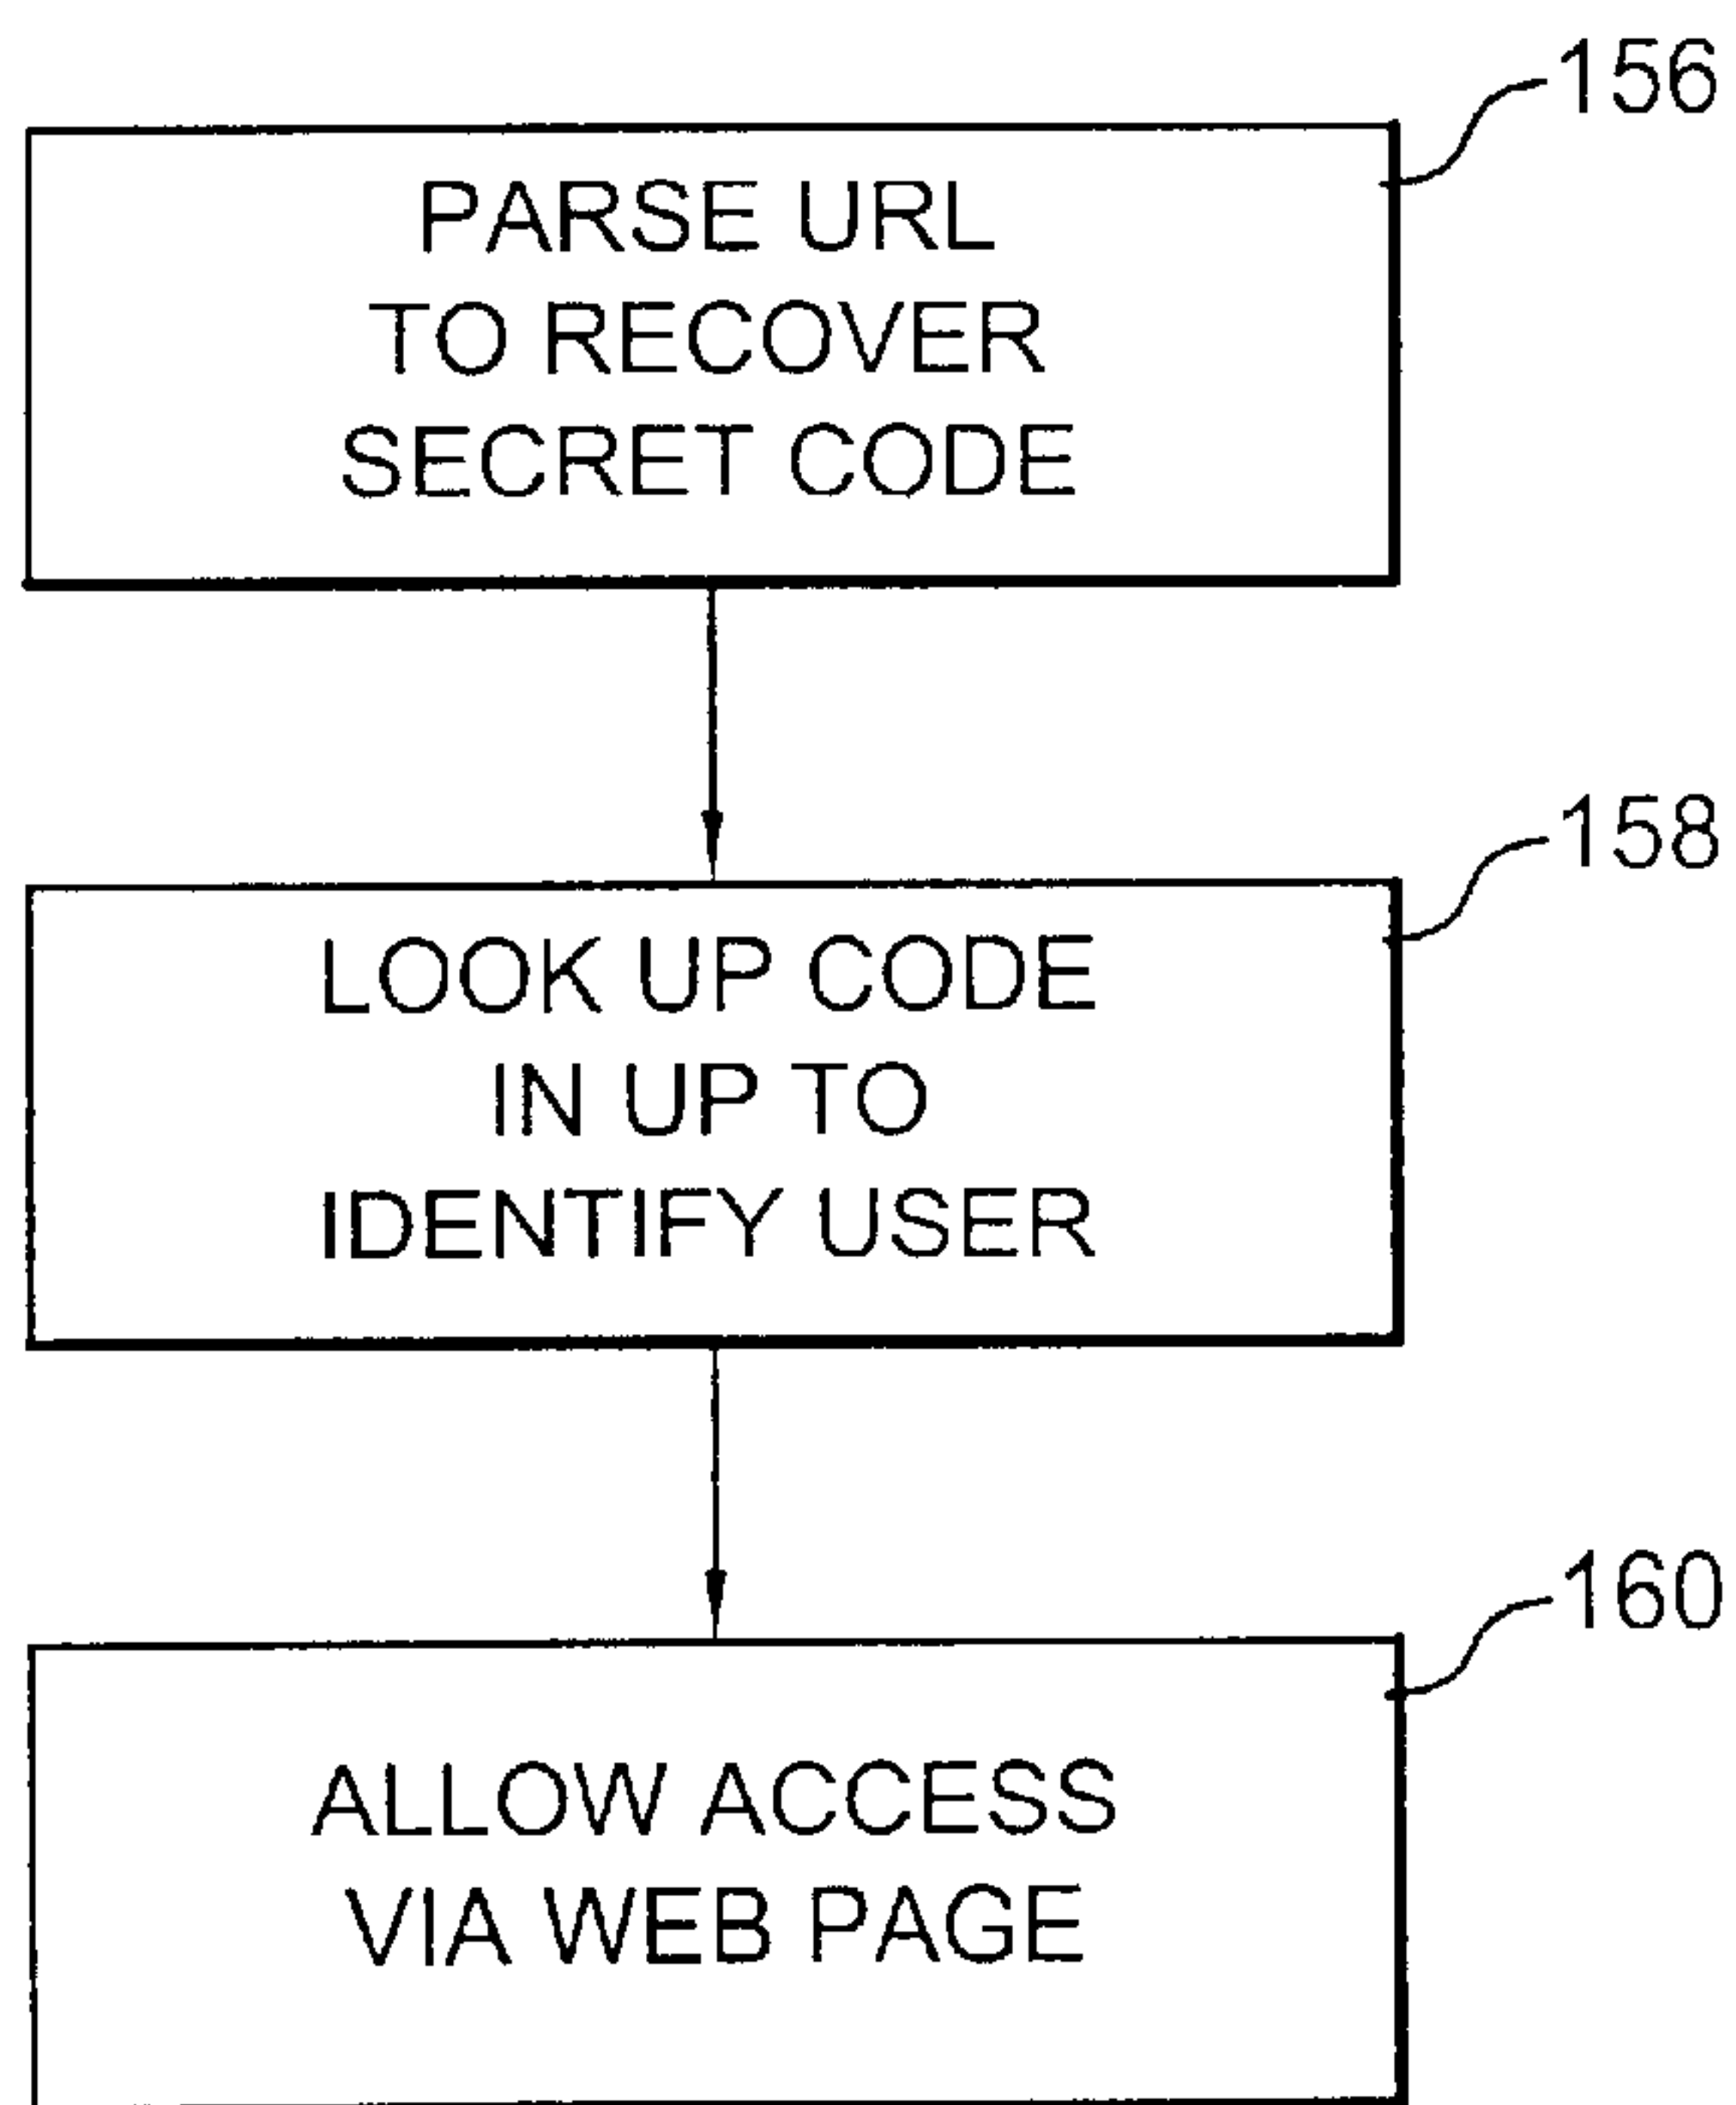 156
PARSE URL
TO RECOVER
SECRET CODE
158
LOOK UP CODE
IN UP TO
IDENTIFY USER
160
ALLOW ACCESS
VIA WEB PAGE